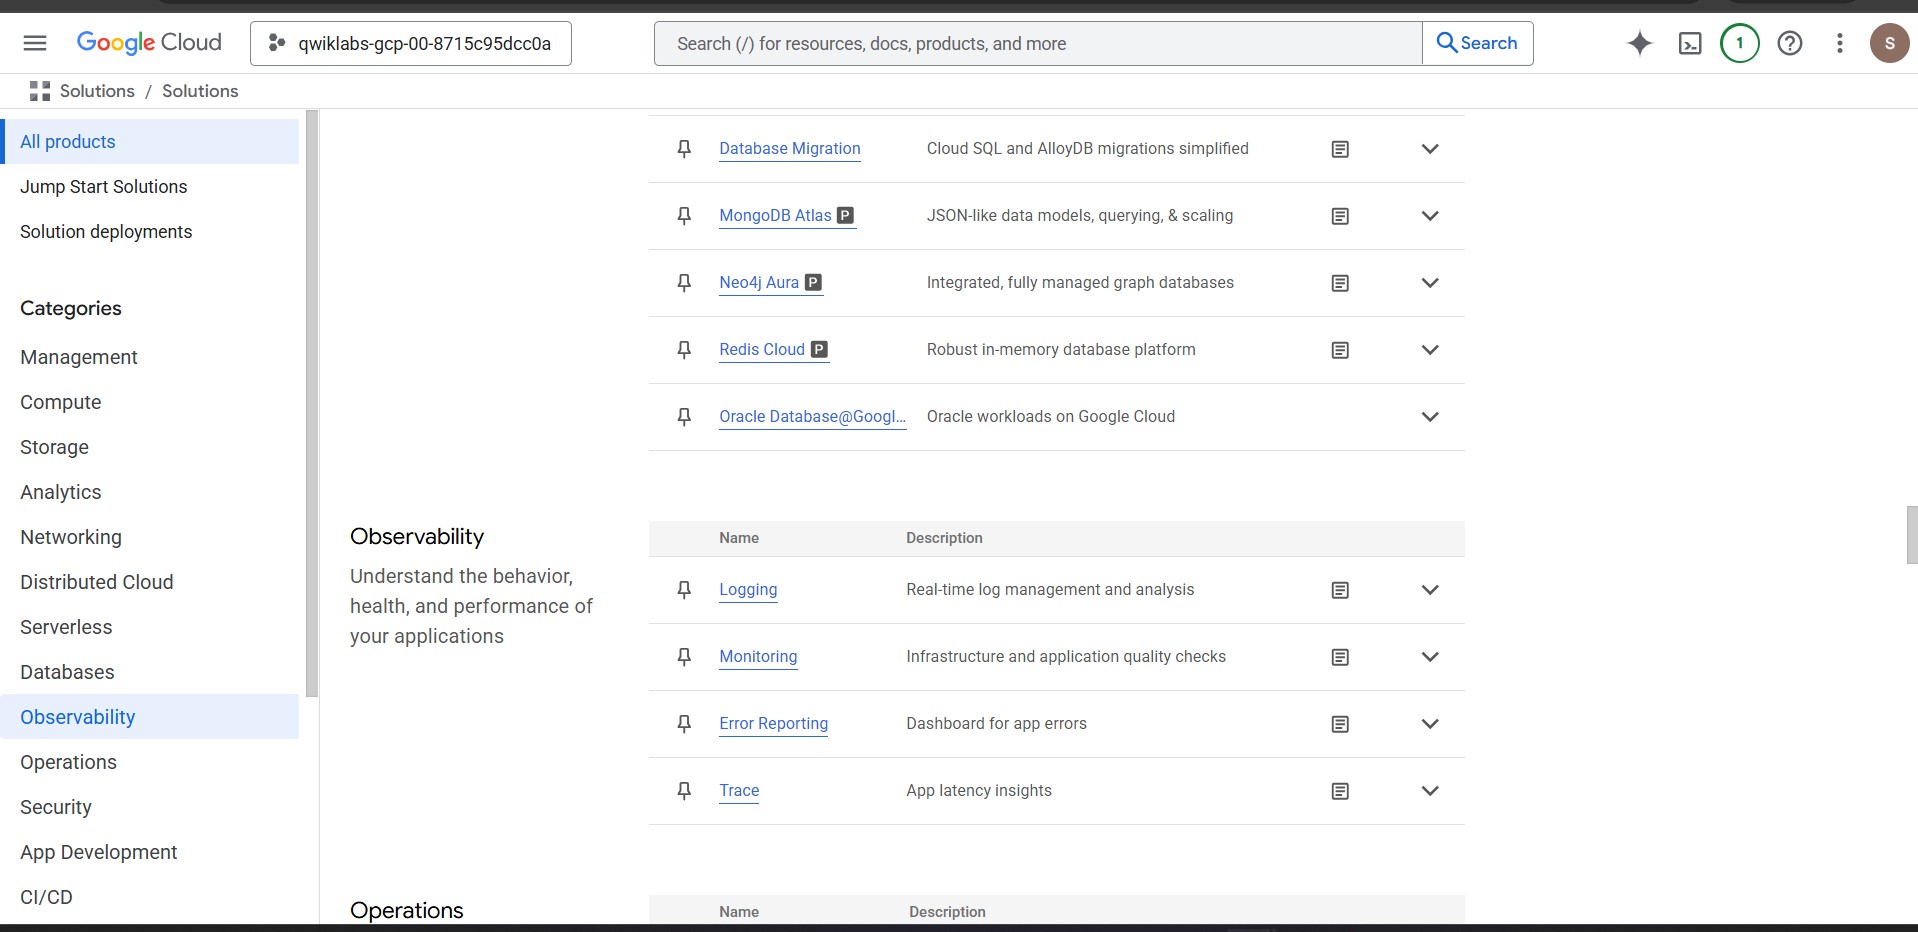 Google Cloud
qwiklabs-gcp-00-8715c95dcc0a
Search (/) for resources, docs, products, and more
Search
1
S
Solutions / Solutions
All products
Jump Start Solutions
Solution deployments
Categories
Management
Compute
Storage
Analytics
Networking
Distributed Cloud
Serverless
Databases
Observability
Operations
Security
App Development
CI/CD
Database Migration Cloud SQL and AlloyDB migrations simplified
MongoDB Atlas P JSON-like data models, querying, & scaling
Neo4j Aura P Integrated, fully managed graph databases
Redis Cloud P Robust in-memory database platform
Oracle Database@Googl... Oracle workloads on Google Cloud
Observability
Understand the behavior,
health, and performance of
your applications
Name Description
Logging Real-time log management and analysis
Monitoring Infrastructure and application quality checks
Error Reporting Dashboard for app errors
Trace App latency insights
Operations
Name Description